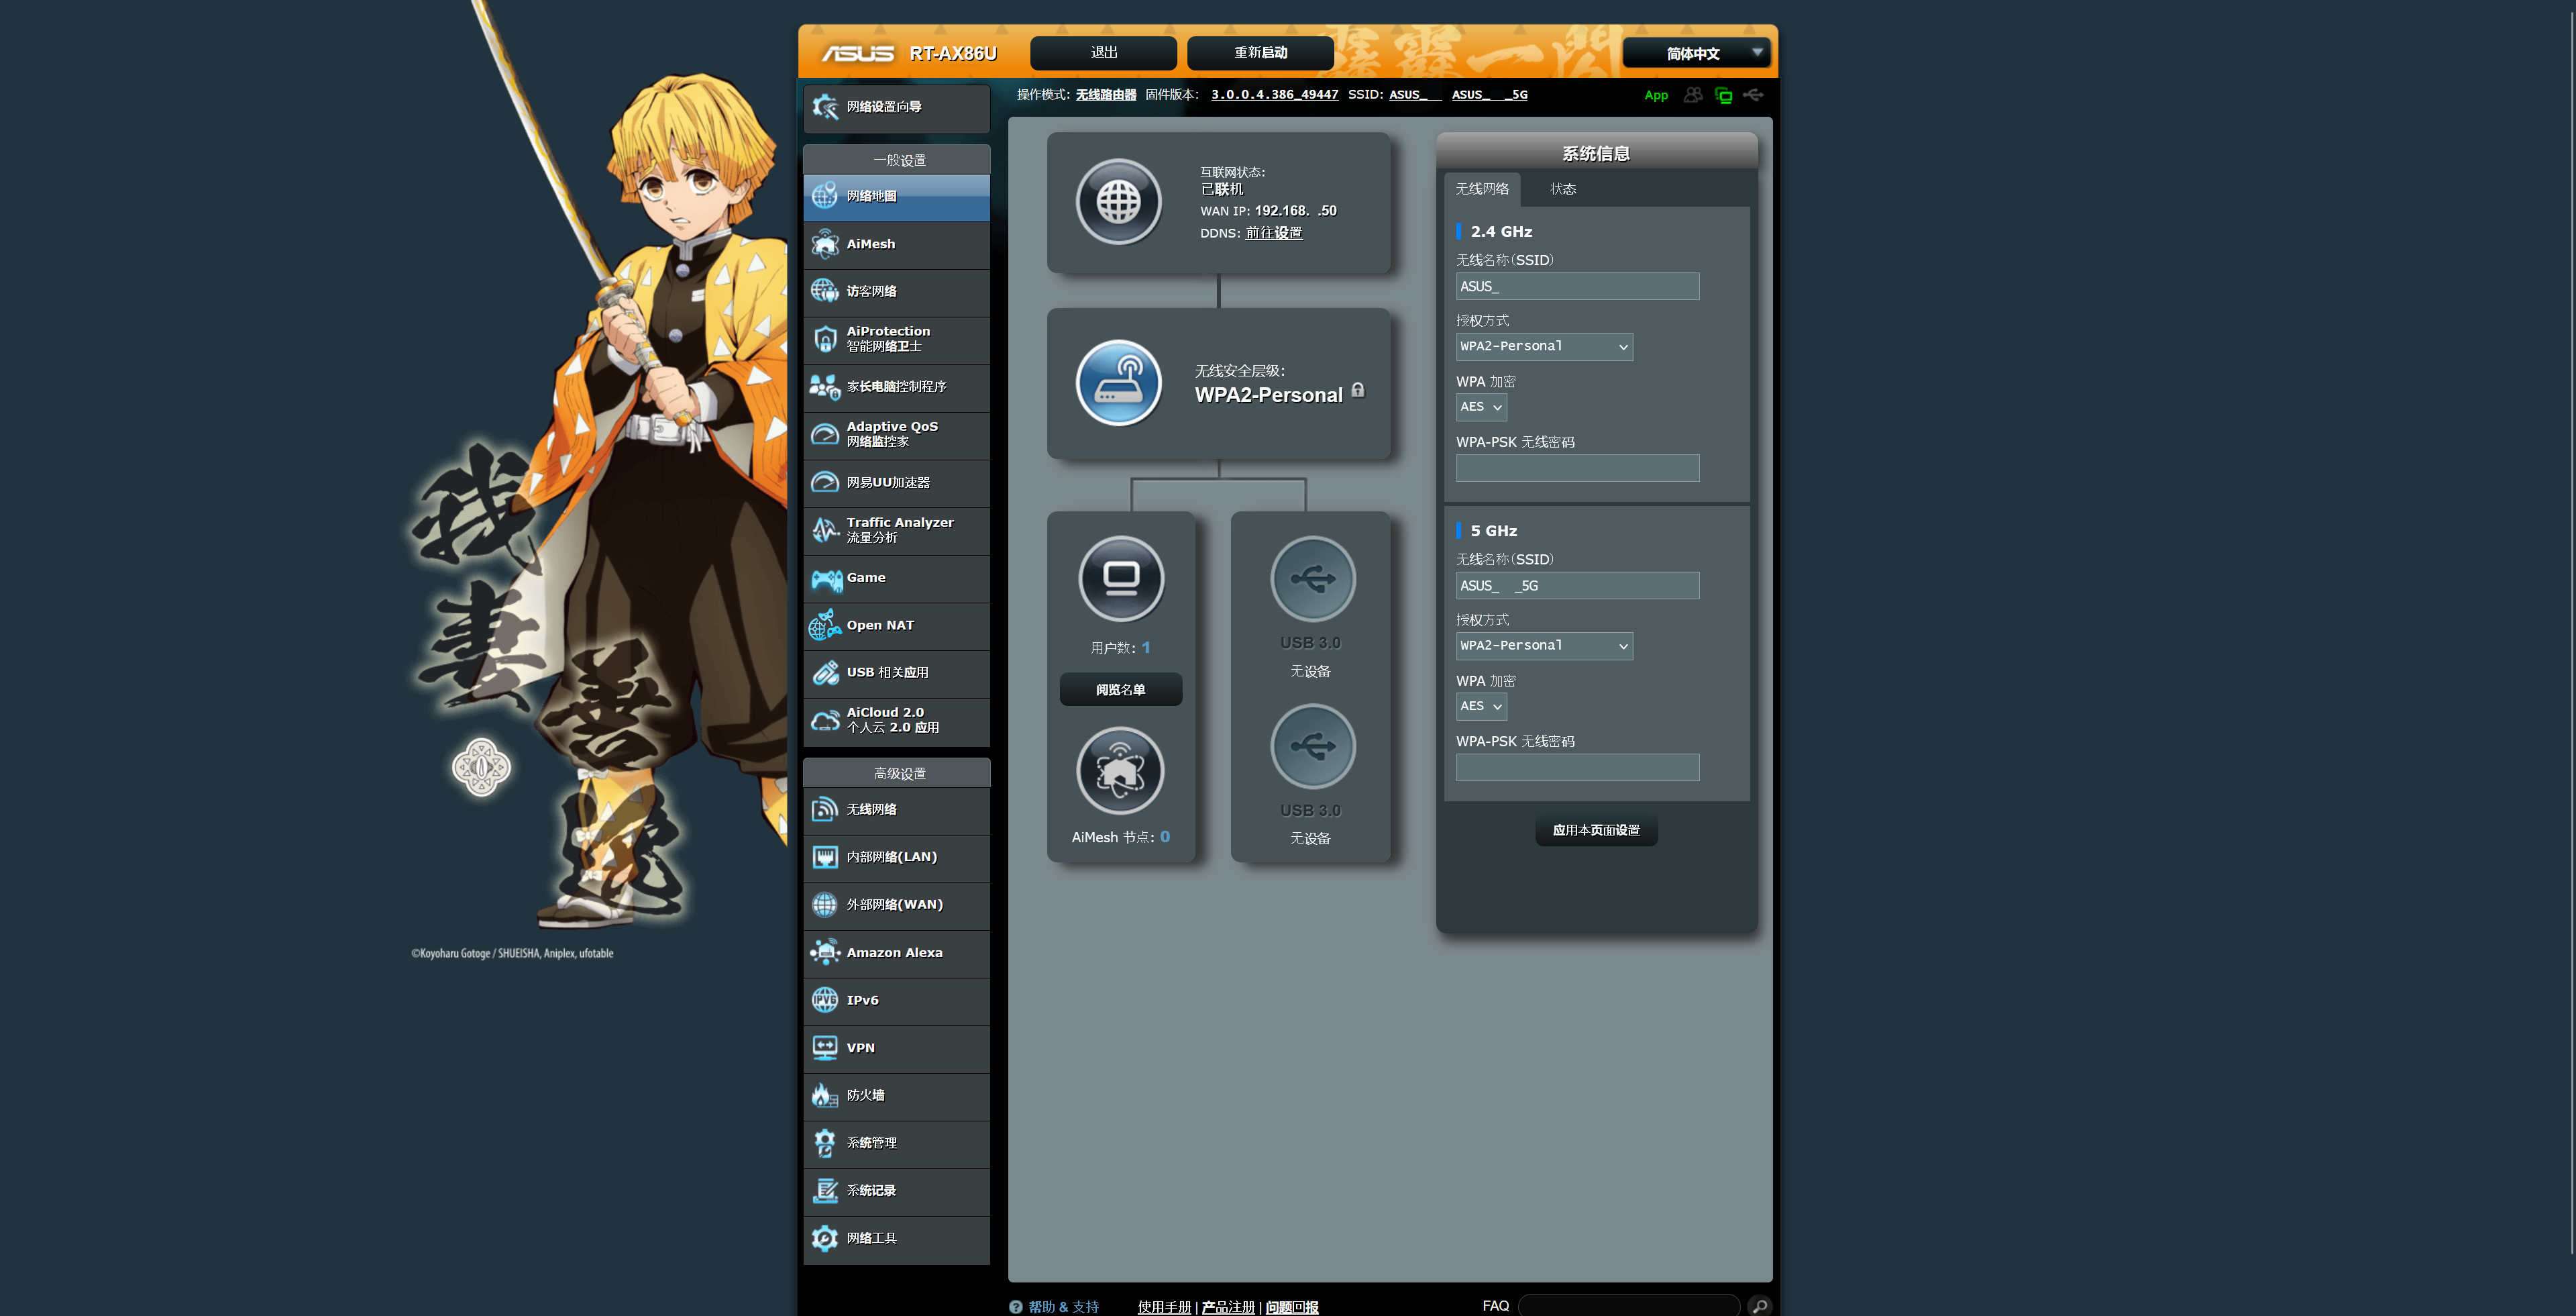 ASUS RT-AX86U 退出 重新启动 霹靂一閃 简体中文
操作模式: 无线路由器 固件版本: 3.0.0.4.386_49447 SSID: ASUS_ ASUS_ _5G App
网络设置向导
一般设置
网络地图
AiMesh
访客网络
AiProtection
智能网络卫士
家长电脑控制程序
Adaptive QoS
网络监控家
网易UU加速器
Traffic Analyzer
流量分析
Game
Open NAT
USB 相关应用
AiCloud 2.0
个人云 2.0 应用
高级设置
无线网络
内部网络(LAN)
外部网络(WAN)
Amazon Alexa
IPv6
VPN
防火墙
系统管理
系统记录
网络工具
互联网状态:
已联机
WAN IP: 192.168. .50
DDNS: 前往设置
无线安全层级:
WPA2-Personal
用户数: 1
阅览名单
AiMesh 节点: 0
USB 3.0
无设备
USB 3.0
无设备
系统信息
无线网络 状态
2.4 GHz
无线名称(SSID)
ASUS_
授权方式
WPA2-Personal
WPA 加密
AES
WPA-PSK 无线密码
5 GHz
无线名称(SSID)
ASUS_ _5G
授权方式
WPA2-Personal
WPA 加密
AES
WPA-PSK 无线密码
应用本页面设置
我妻善逸
©Koyoharu Gotoge / SHUEISHA, Aniplex, ufotable
帮助 & 支持 使用手册 | 产品注册 | 问题回报 FAQ